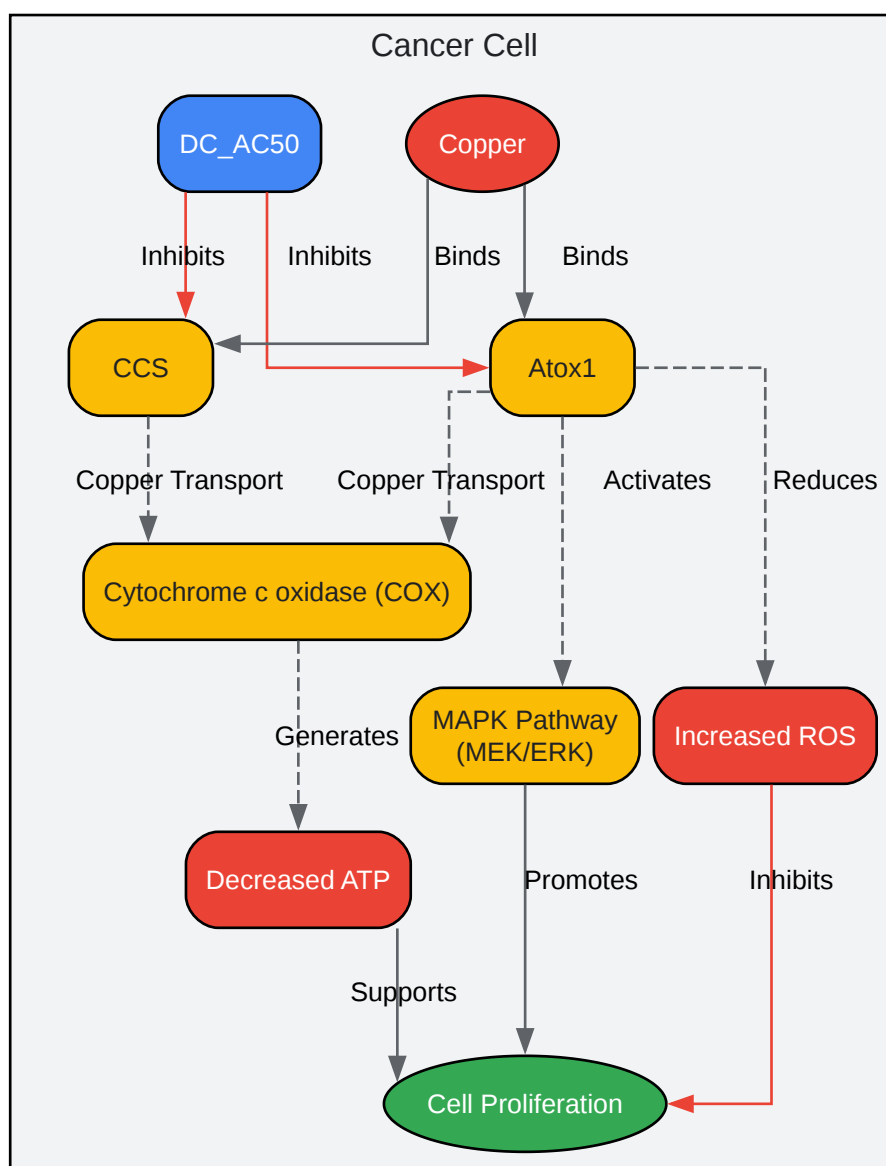 Cancer Cell
DC_AC50
Copper
Inhibits
Inhibits
Binds
Binds
CCS
Atox1
Copper Transport
Copper Transport
Activates
Reduces
Cytochrome c oxidase (COX)
MAPK Pathway
(MEK/ERK)
Increased ROS
Generates
Decreased ATP
Promotes
Inhibits
Supports
Cell Proliferation